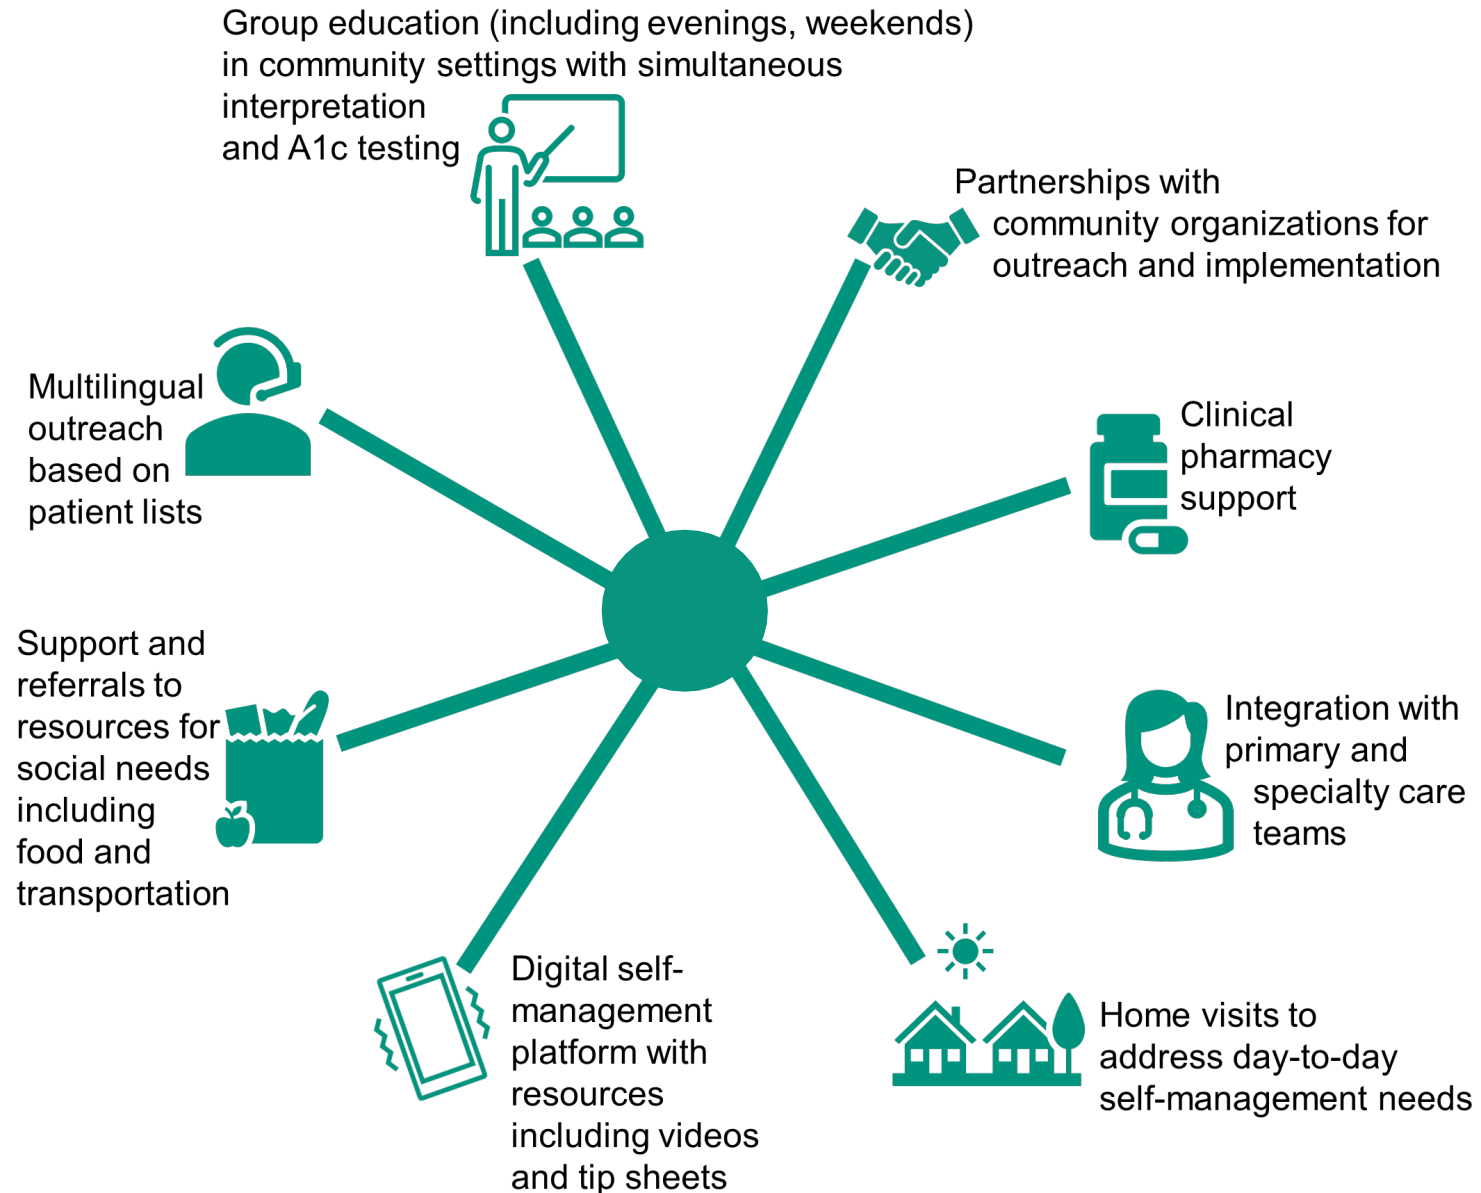 Group education (including evenings, weekends)
in community settings with simultaneous
interpretation
and A1c testing
Partnerships with
community organizations for
outreach and implementation
Clinical
pharmacy
support
Integration with
primary and
specialty care
teams
Home visits to
address day-to-day
self-management needs
Digital self-
management
platform with
resources
including videos
and tip sheets
Support and
referrals to
resources for
social needs
including
food and
transportation
Multilingual
outreach
based on
patient lists